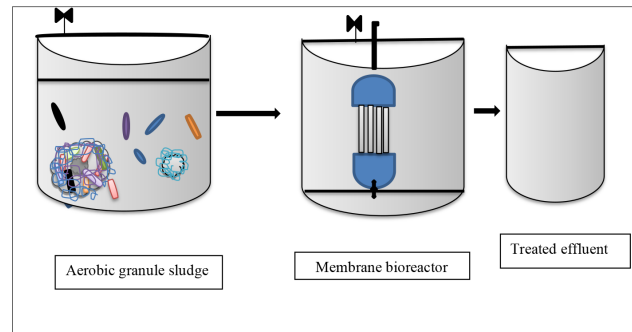 Aerobic granule sludge
Membrane bioreactor
Treated effluent